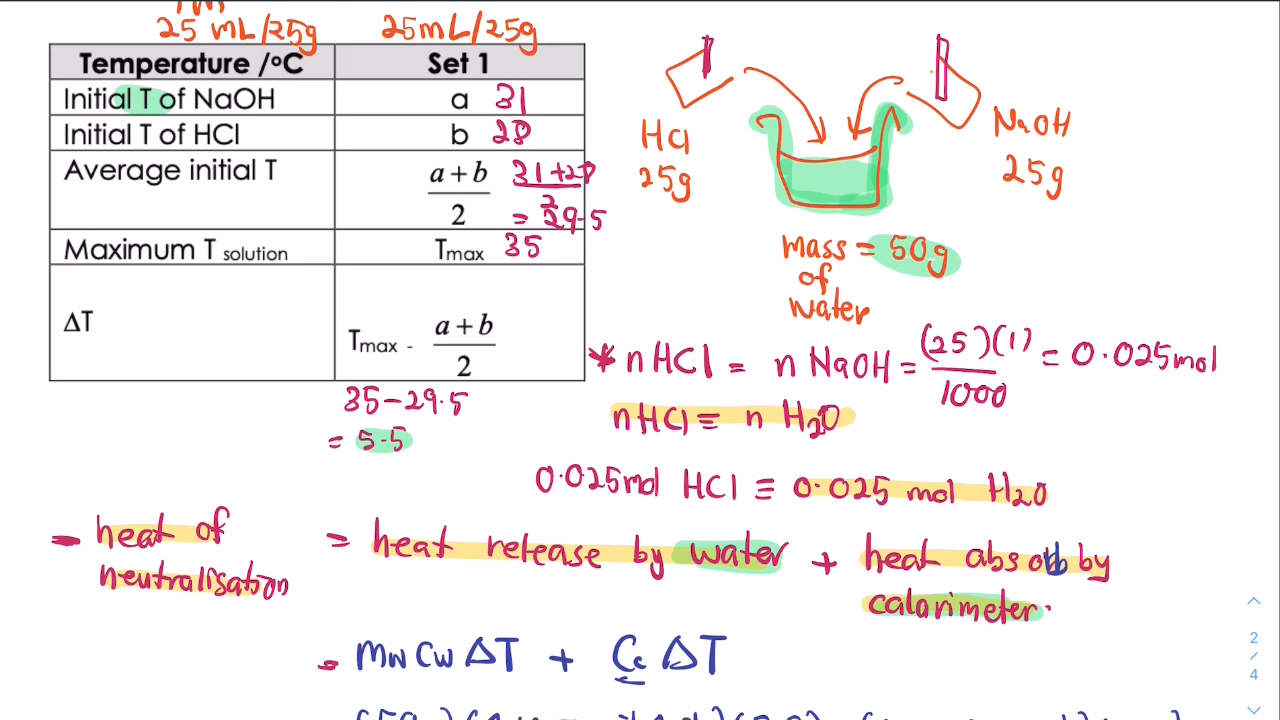 1m
25 mL/25g 25mL/25g
Temperature /°C Set 1
Initial T of NaOH a 31
Initial T of HCl b 28
Average initial T a+b/2 31+28/2
= 29.5
Maximum T solution Tmax 35
ΔT Tmax - a+b/2
35-29.5
= 5.5
HCl
25g
NaOH
25g
mass = 50g
of
water
* nHCl = n NaOH = (25)(1)/1000 = 0.025mol
nHCl ≡ n H2O
0.025mol HCl ≡ 0.025 mol H2O
- heat of = heat release by water + heat absorb by
neutralisation calorimeter.
= MwCwΔT + CcΔT
2
/
4